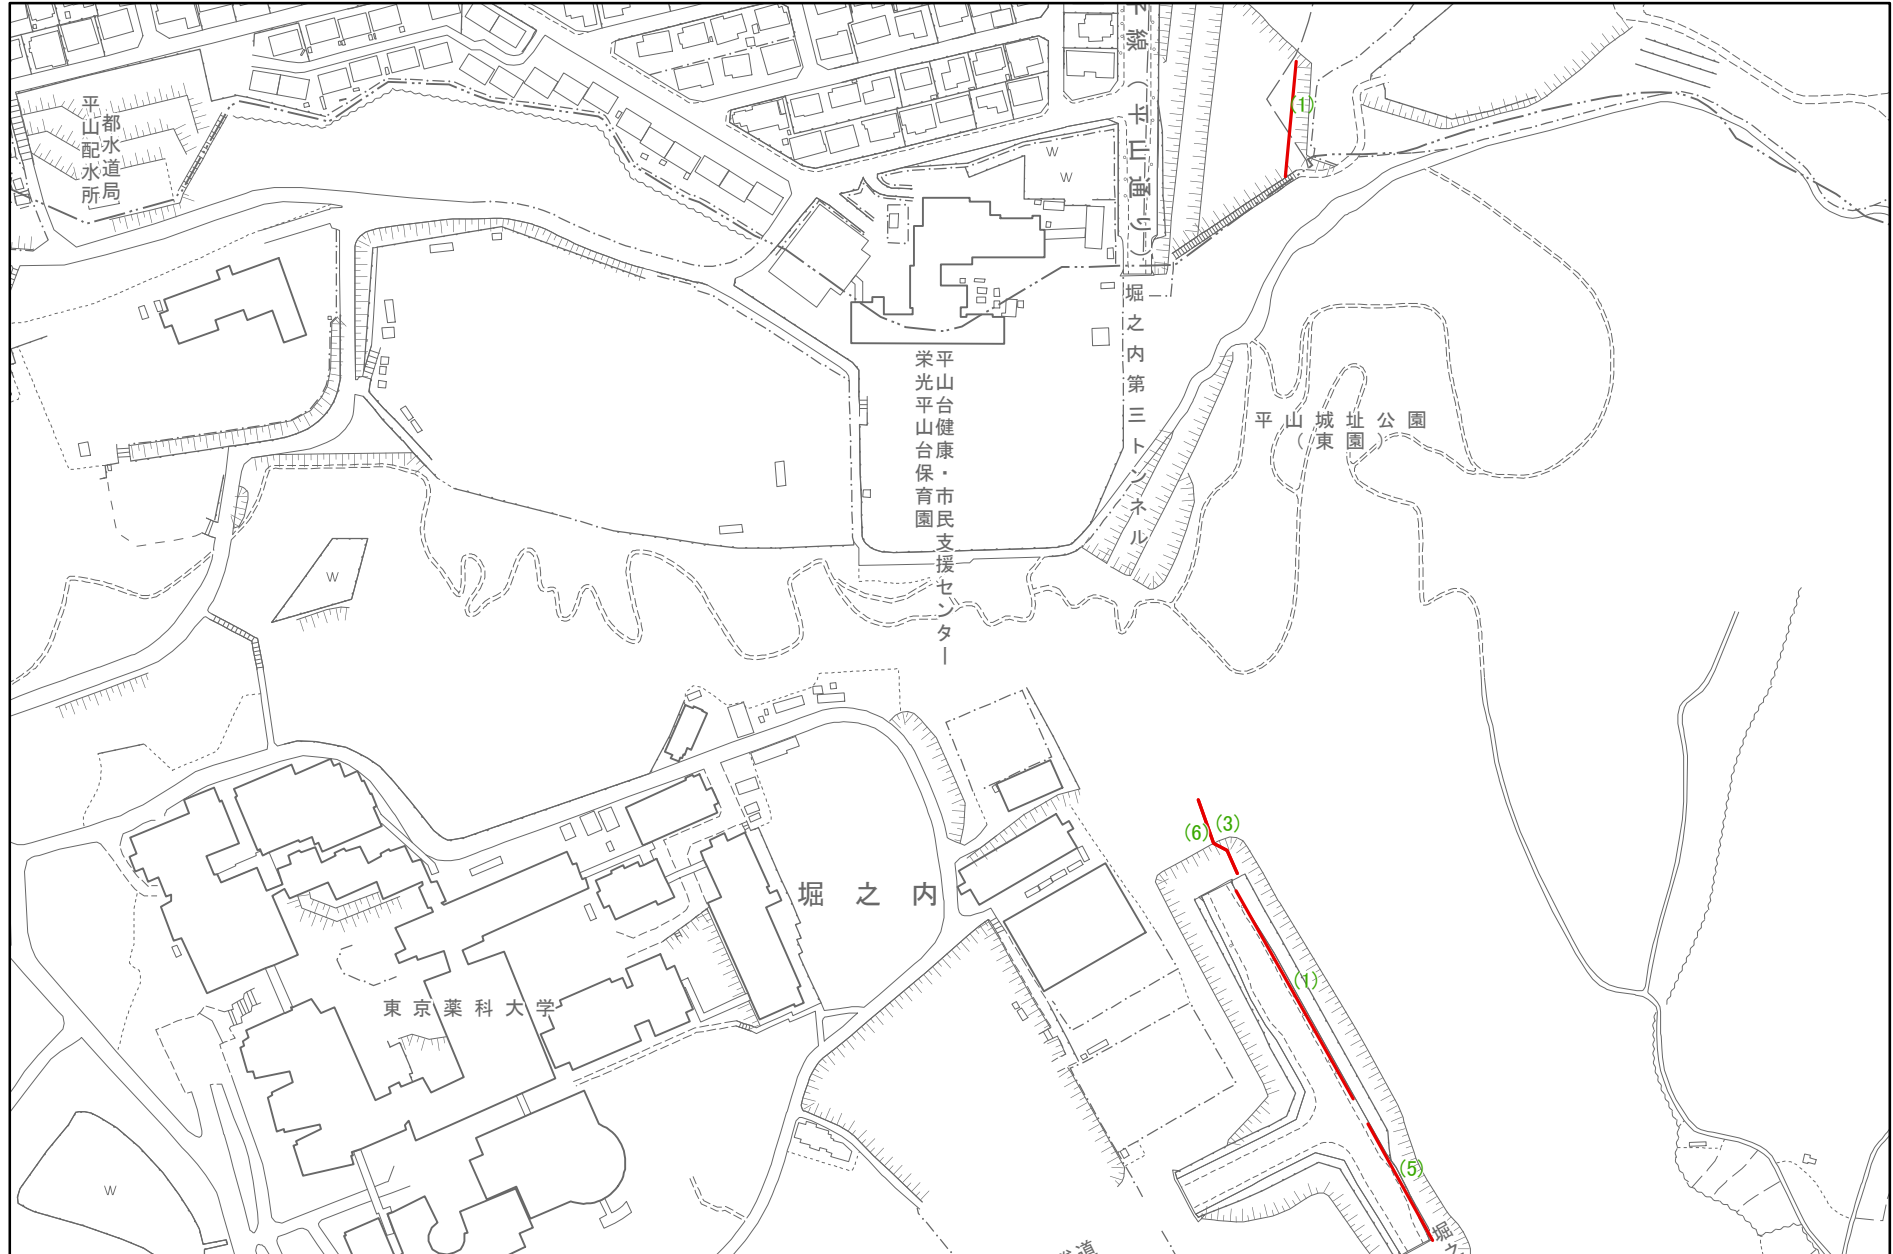 都水道局
平山配水所
線（平山通り）
(1)
W
W
堀之内第三トンネル
平山台健康・市民支援センター
栄光平山台保育園
平山城址公園
（東園）
W
堀之内
東京薬科大学
(6)
(3)
(1)
(5)
W
堀